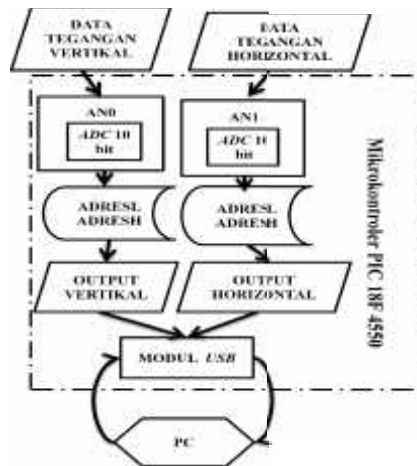 DATA
TEGANGAN
VERTIKAL
DATA
TEGANGAN
HORIZONTAL
AN0
ADC 10
bit
AN1
ADC 10
bit
ADRESL
ADRESH
ADRESL
ADRESH
OUTPUT
VERTIKAL
OUTPUT
HORIZONTAL
MODUL USB
PC
Mikrokontroler PIC 18F 4550